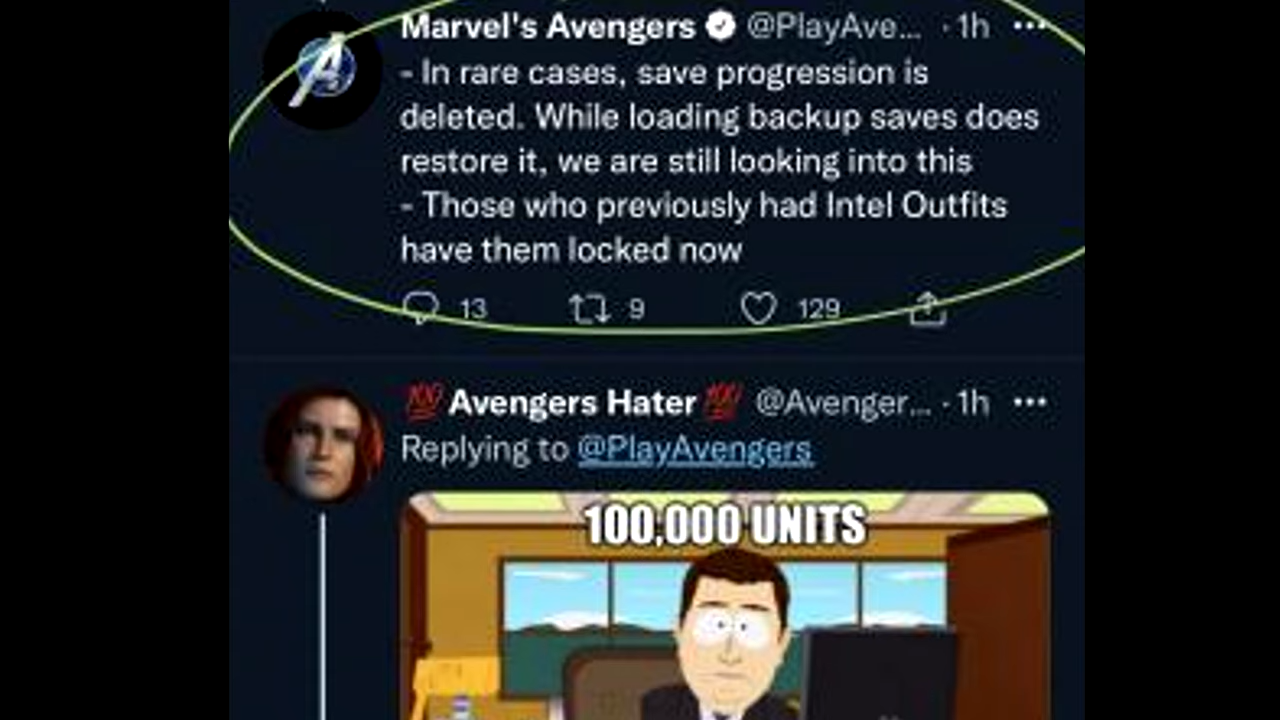 Marvel's Avengers @PlayAve... · 1h
- In rare cases, save progression is
deleted. While loading backup saves does
restore it, we are still looking into this
- Those who previously had Intel Outfits
have them locked now
13 9 129
💯 Avengers Hater 💯 @Avenger... · 1h
Replying to @PlayAvengers
100,000 UNITS